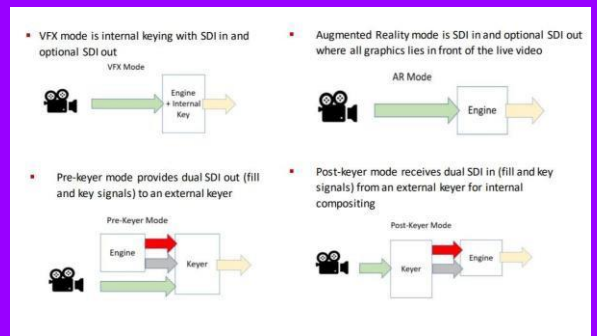 VFX mode is internal keying with SDI in and
optional SDI out
VFX Mode
Engine
+ Internal
Key
Augmented Reality mode is SDI in and optional SDI out
where all graphics lies in front of the live video
AR Mode
Engine
Pre-keyer mode provides dual SDI out (fill
and key signals) to an external keyer
Pre-Keyer Mode
Engine
Keyer
Post-keyer mode receives dual SDI in (fill and key
signals) from an external keyer for internal
compositing
Post-Keyer Mode
Keyer
Engine